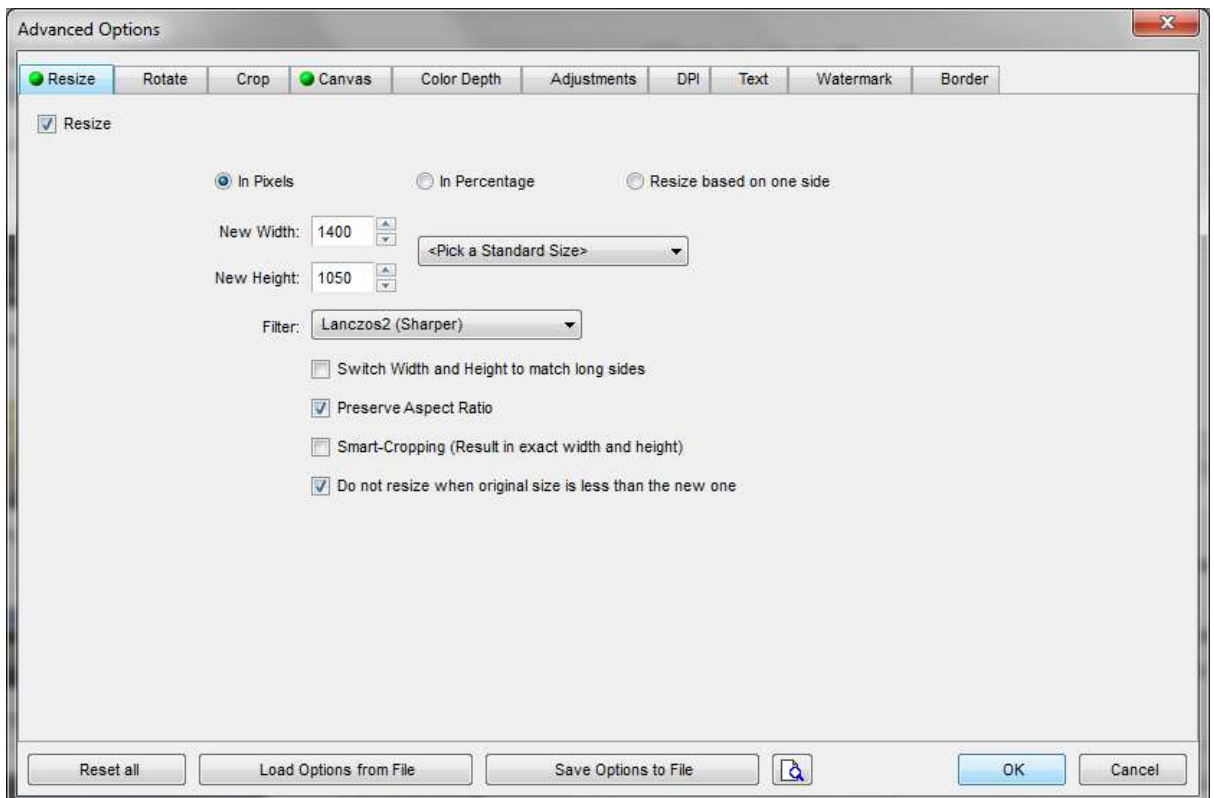 Advanced Options
Resize Rotate Crop Canvas Color Depth Adjustments DPI Text Watermark Border
Resize
In Pixels In Percentage Resize based on one side
New Width: 1400
<Pick a Standard Size>
New Height: 1050
Filter: Lanczos2 (Sharper)
Switch Width and Height to match long sides
Preserve Aspect Ratio
Smart-Cropping (Result in exact width and height)
Do not resize when original size is less than the new one
Reset all Load Options from File Save Options to File OK Cancel